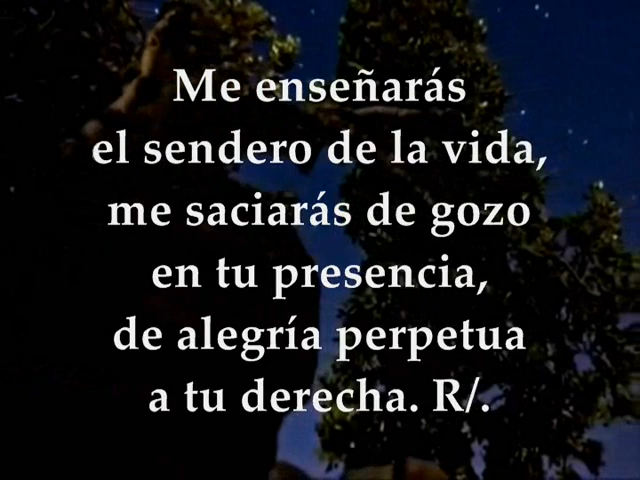 Me enseñarás
el sendero de la vida,
me saciarás de gozo
en tu presencia,
de alegría perpetua
a tu derecha. R/.